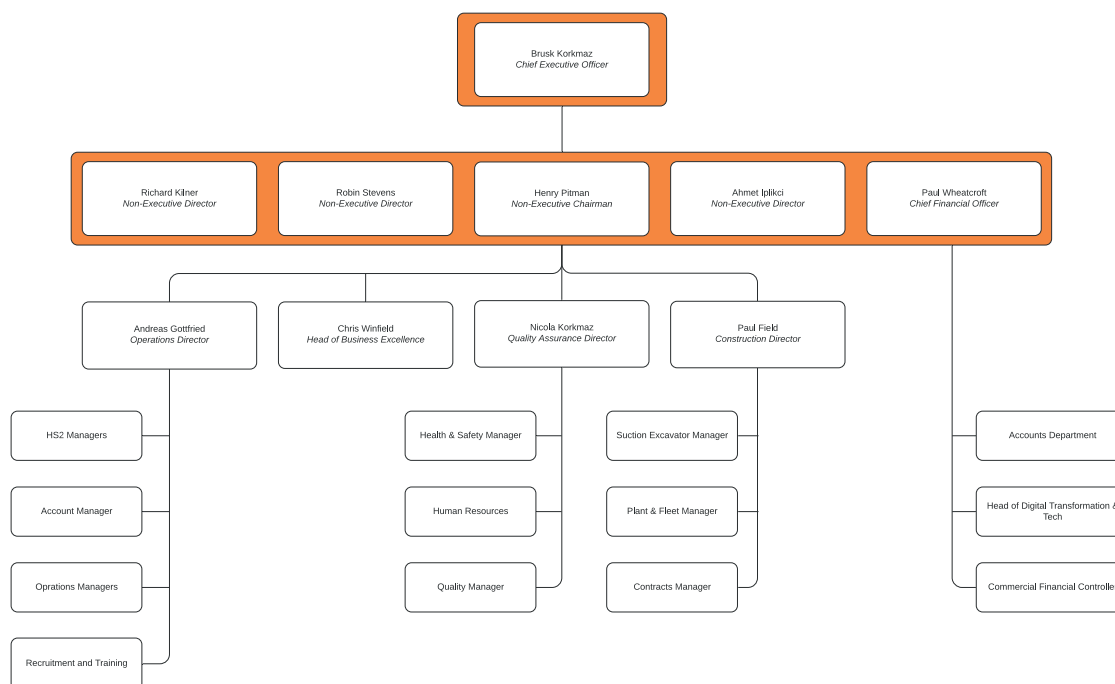 Brusk Korkmaz
Chief Executive Officer
Richard Kilner
Non-Executive Director
Robin Stevens
Non-Executive Director
Henry Pitman
Non-Executive Chairman
Ahmet Iplikci
Non-Executive Director
Paul Wheatcroft
Chief Financial Officer
Andreas Gottfried
Operations Director
Chris Winfield
Head of Business Excellence
Nicola Korkmaz
Quality Assurance Director
Paul Field
Construction Director
HS2 Managers
Health & Safety Manager
Suction Excavator Manager
Accounts Department
Account Manager
Human Resources
Plant & Fleet Manager
Head of Digital Transformation &
Tech
Oprations Managers
Quality Manager
Contracts Manager
Commercial Financial Controller
Recruitment and Training